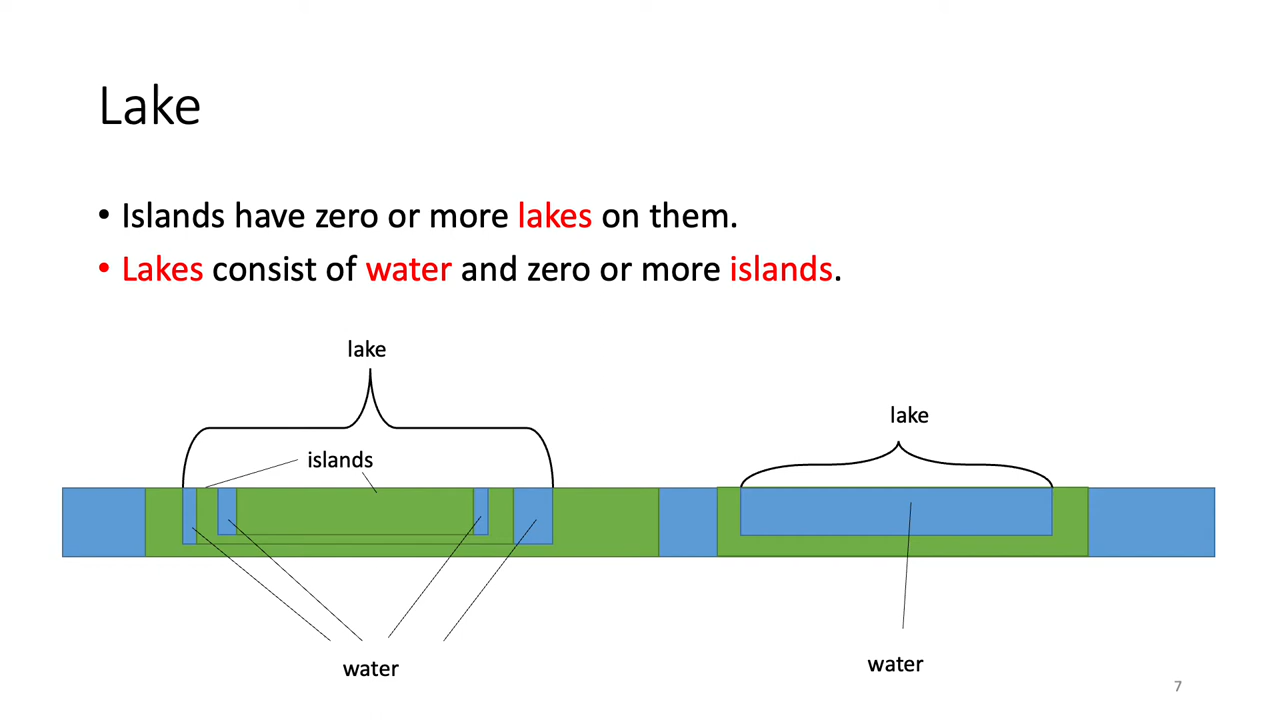 Lake
• Islands have zero or more lakes on them.
• Lakes consist of water and zero or more islands.
lake
lake
islands
water
water
7